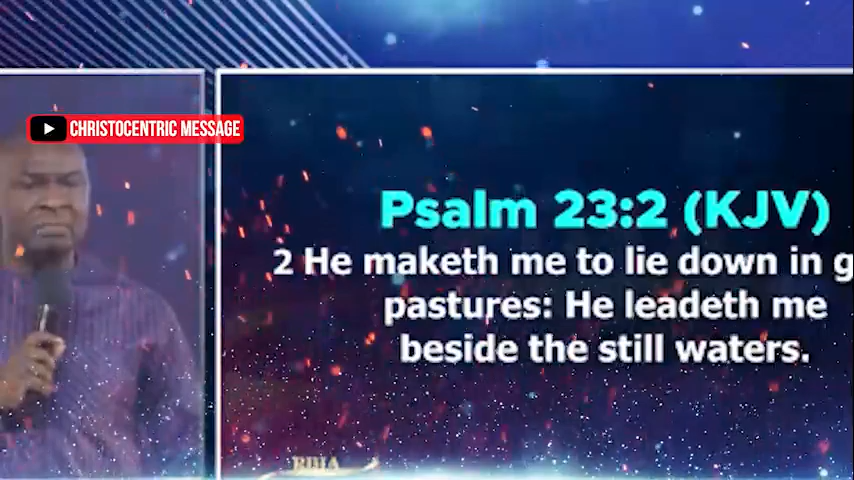 CHRISTOCENTRIC MESSAGE
Psalm 23:2 (KJV)
2 He maketh me to lie down in g
pastures: He leadeth me
beside the still waters.